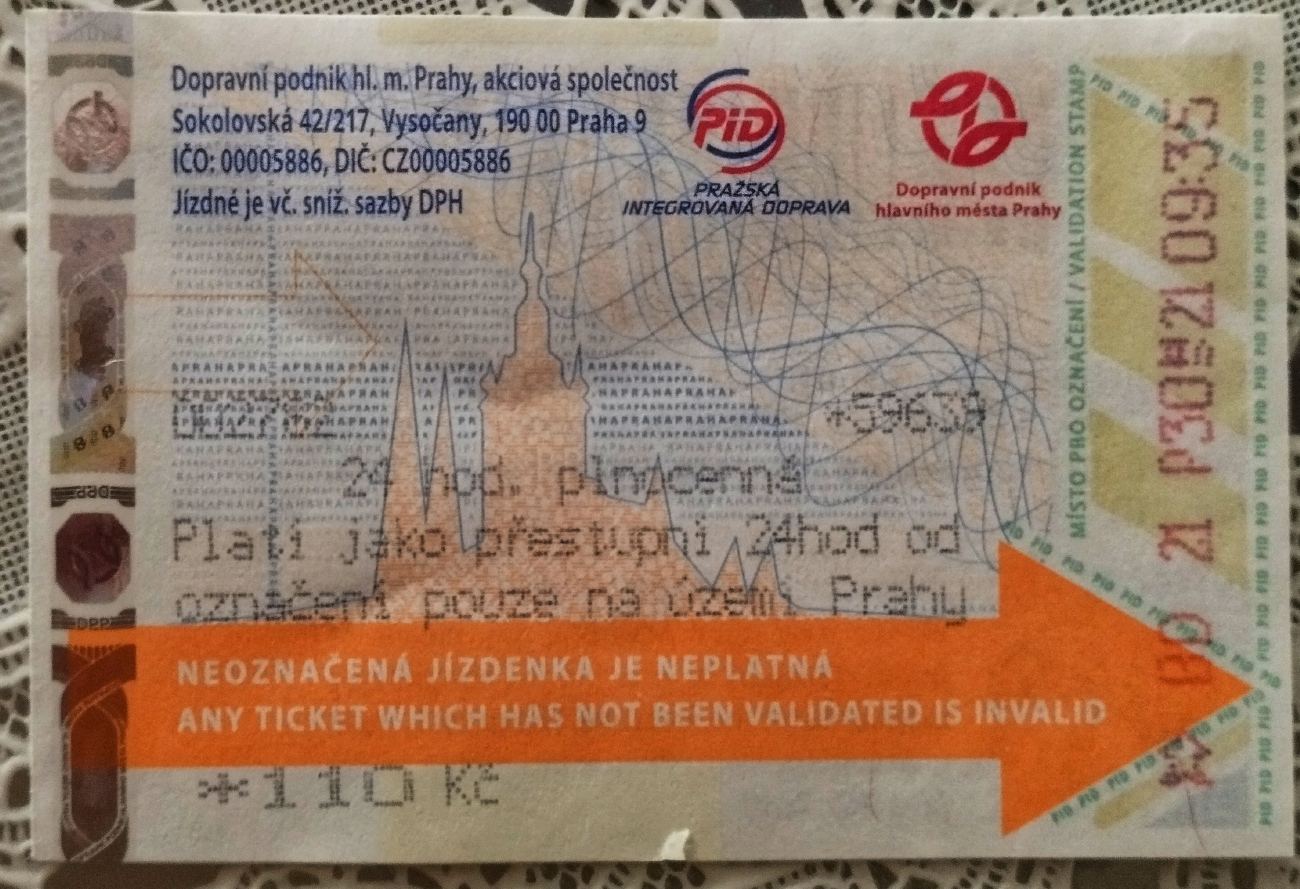 Dopravní podnik hl. m. Prahy, akciová společnost
Sokolovská 42/217, Vysočany, 190 00 Praha 9
IČO: 00005886, DIČ: CZ00005886
Jízdné je vč. sníž. sazby DPH
PID
PRAŽSKÁ
INTEGROVANÁ DOPRAVA
Dopravní podnik
hlavního města Prahy
*59639
24 hod. plnocenná
Platí jako přestupní 24hod od
označení pouze na území Prahy
NEOZNAČENÁ JÍZDENKA JE NEPLATNÁ
ANY TICKET WHICH HAS NOT BEEN VALIDATED IS INVALID
*110 Kč
MÍSTO PRO OZNAČENÍ / VALIDATION STAMP
21 09:35